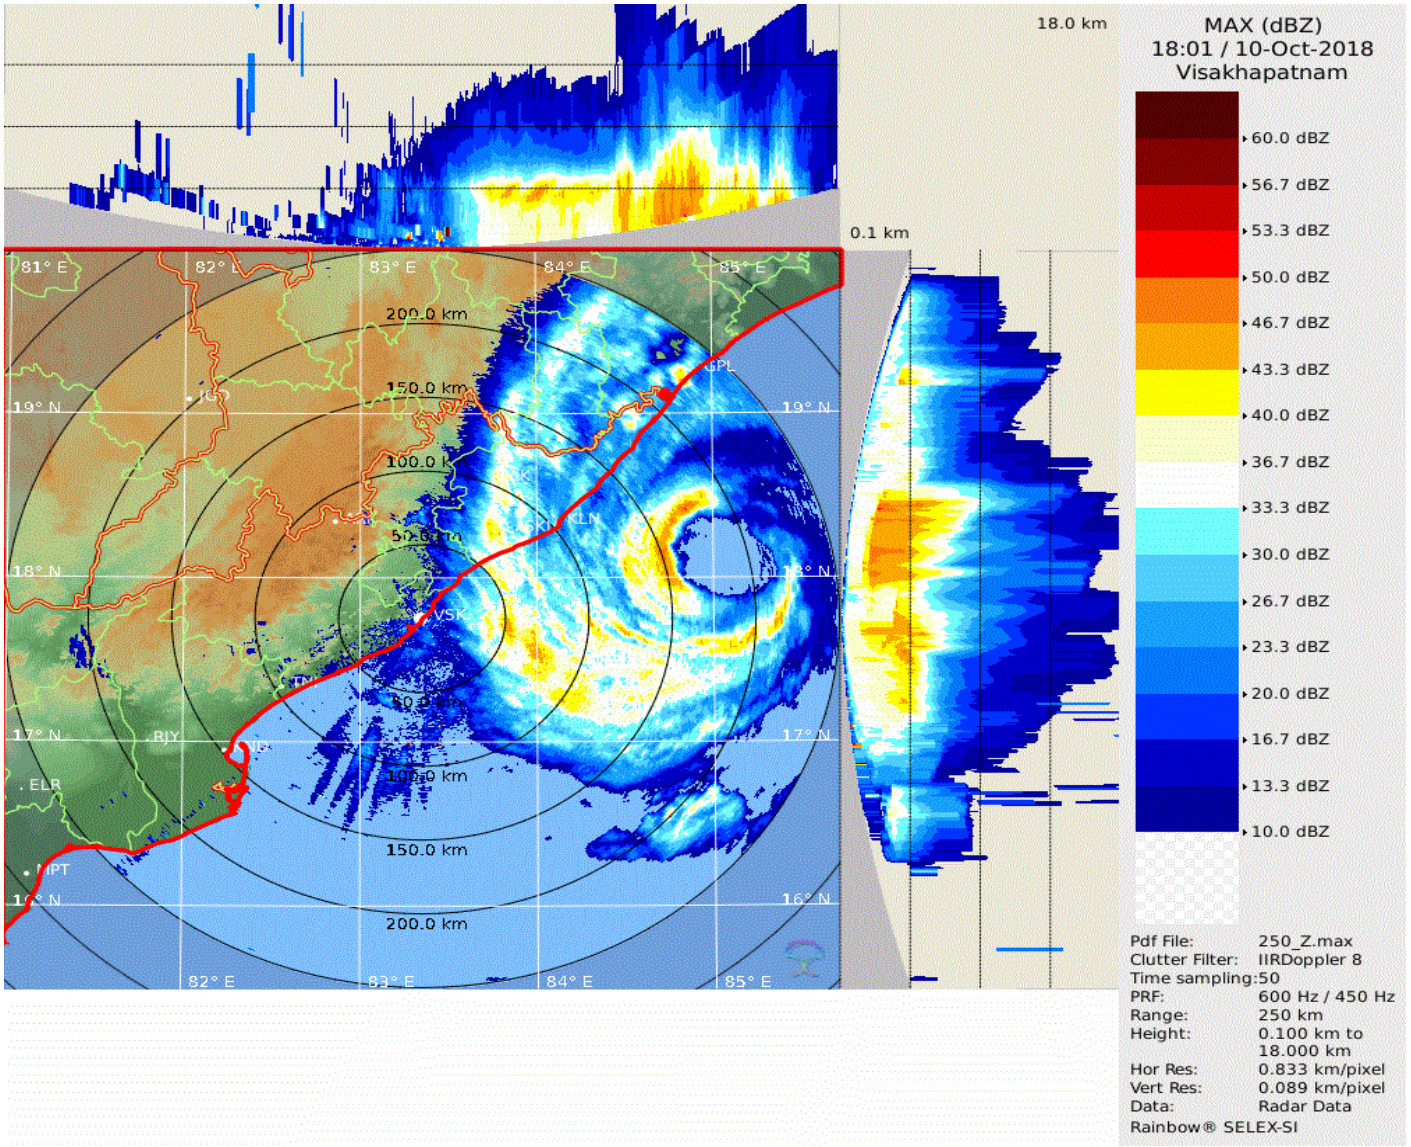 18.0 km
0.1 km
81° E
82° E
83° E
84° E
85° E
200.0 km
150.0 km
GPL
JGD
19° N
19° N
100.0 km
KLN
50.0 km
18° N
18° N
VSK
50.0 km
RJY
17° N
17° N
100.0 km
ELR
150.0 km
MPT
16° N
16° N
200.0 km
82° E
83° E
84° E
85° E
MAX (dBZ)
18:01 / 10-Oct-2018
Visakhapatnam
60.0 dBZ
56.7 dBZ
53.3 dBZ
50.0 dBZ
46.7 dBZ
43.3 dBZ
40.0 dBZ
36.7 dBZ
33.3 dBZ
30.0 dBZ
26.7 dBZ
23.3 dBZ
20.0 dBZ
16.7 dBZ
13.3 dBZ
10.0 dBZ
Pdf File: 250_Z.max
Clutter Filter: IIRDoppler 8
Time sampling:50
PRF: 600 Hz / 450 Hz
Range: 250 km
Height: 0.100 km to
18.000 km
Hor Res: 0.833 km/pixel
Vert Res: 0.089 km/pixel
Data: Radar Data
Rainbow® SELEX-SI